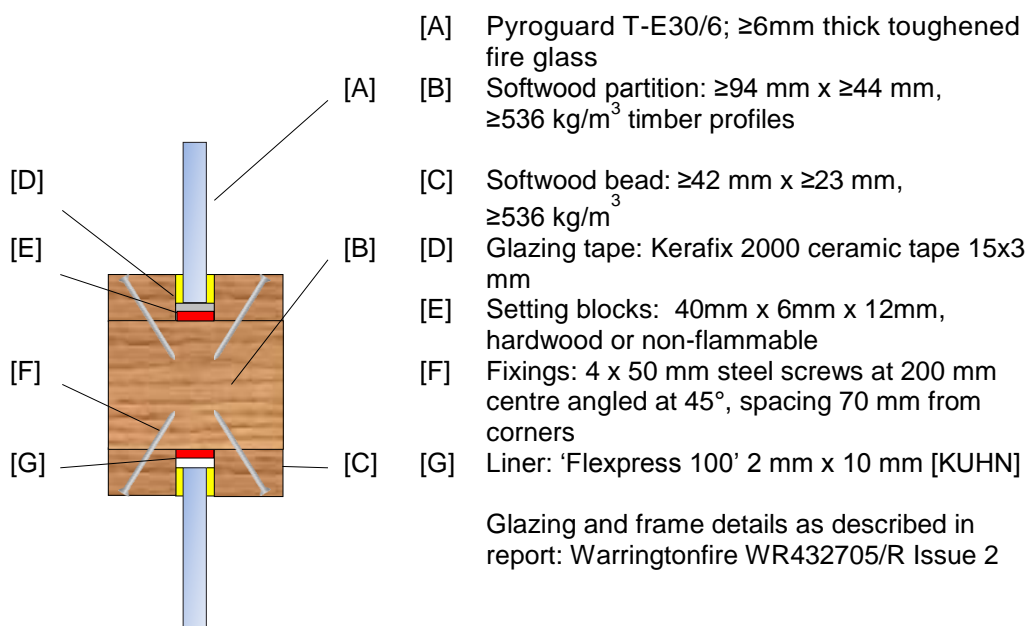 [A] Pyroguard T-E30/6; ≥6mm thick toughened
fire glass
[A] [B] Softwood partition: ≥94 mm x ≥44 mm,
≥536 kg/m³ timber profiles
[D] [C] Softwood bead: ≥42 mm x ≥23 mm,
≥536 kg/m³
[E] [B] [D] Glazing tape: Kerafix 2000 ceramic tape 15x3
mm
[E] Setting blocks: 40mm x 6mm x 12mm,
hardwood or non-flammable
[F] [F] Fixings: 4 x 50 mm steel screws at 200 mm
centre angled at 45°, spacing 70 mm from
corners
[G] [C] [G] Liner: ‘Flexpress 100’ 2 mm x 10 mm [KUHN]
Glazing and frame details as described in
report: Warringtonfire WR432705/R Issue 2